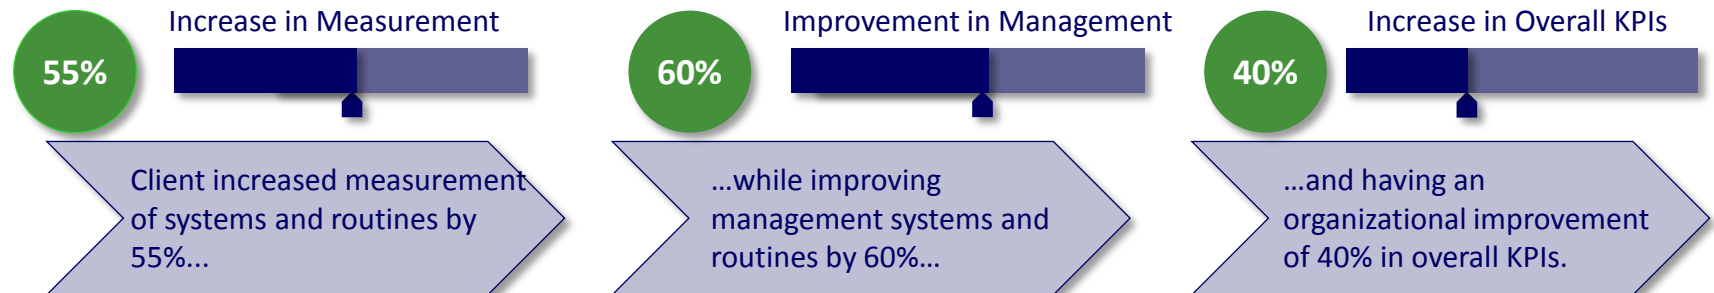 Increase in Measurement
55%
Client increased measurement
of systems and routines by
55%...
Improvement in Management
60%
...while improving
management systems and
routines by 60%...
Increase in Overall KPIs
40%
...and having an
organizational improvement
of 40% in overall KPIs.